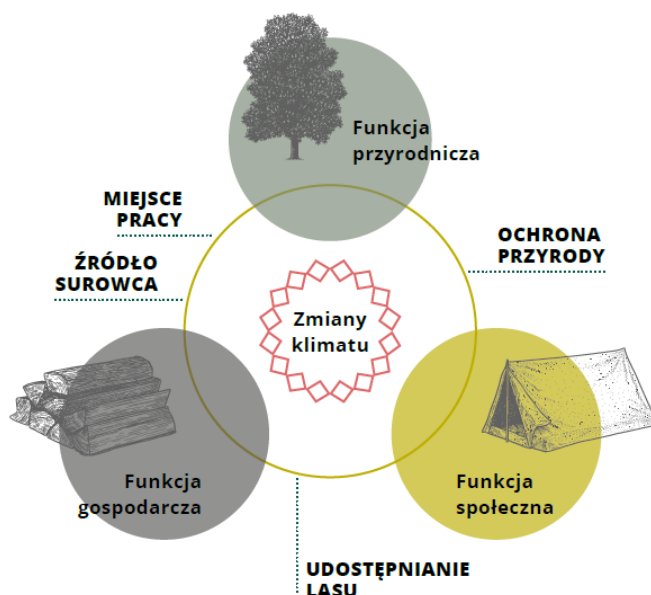 Funkcja
przyrodnicza
MIEJSCE
PRACY
OCHRONA
PRZYRODY
ŹRÓDŁO
SUROWCA
Zmiany
klimatu
Funkcja
gospodarcza
Funkcja
społeczna
UDOSTĘPNIANIE
LASU